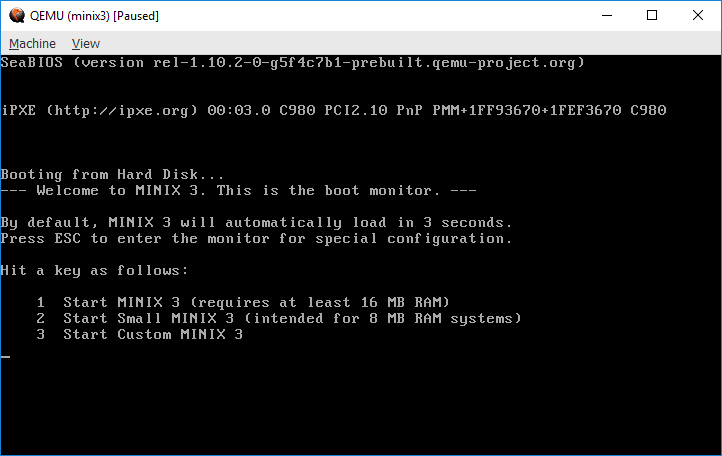 QEMU (minix3) [Paused]
Machine View
SeaBIOS (version rel-1.10.2-0-g5f4c7b1-prebuilt.qemu-project.org)
iPXE (http://ipxe.org) 00:03.0 C980 PCI2.10 PnP PMM+1FF93670+1FEF3670 C980
Booting from Hard Disk...
--- Welcome to MINIX 3. This is the boot monitor. ---
By default, MINIX 3 will automatically load in 3 seconds.
Press ESC to enter the monitor for special configuration.
Hit a key as follows:
1 Start MINIX 3 (requires at least 16 MB RAM)
2 Start Small MINIX 3 (intended for 8 MB RAM systems)
3 Start Custom MINIX 3